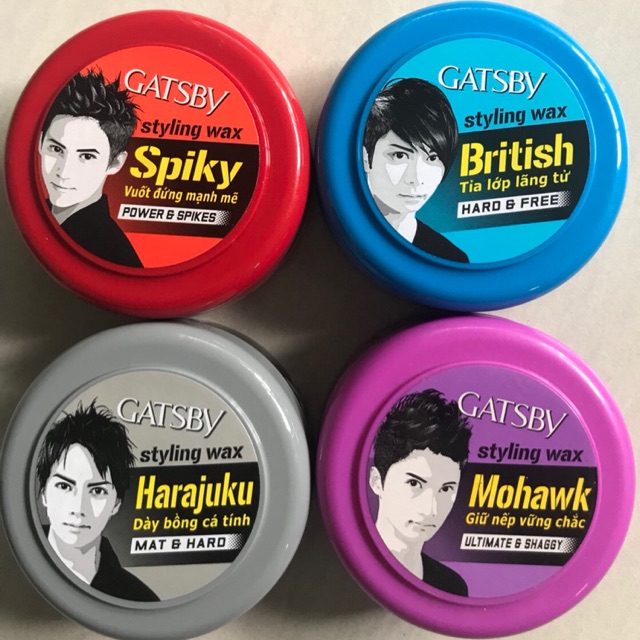 GATSBY
styling wax
Spiky
Vuốt đứng mạnh mẽ
POWER & SPIKES
GATSBY
styling wax
British
Tỉa lớp lãng tử
HARD & FREE
GATSBY
styling wax
Harajuku
Dày bồng cá tính
MAT & HARD
GATSBY
styling wax
Mohawk
Giữ nếp vững chắc
ULTIMATE & SHAGGY